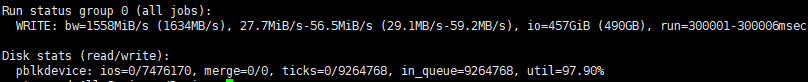 Run status group 0 (all jobs):
WRITE: bw=1558MiB/s (1634MB/s), 27.7MiB/s-56.5MiB/s (29.1MB/s-59.2MB/s), io=457GiB (490GB), run=300001-300006msec
Disk stats (read/write):
pblkdevice: ios=0/7476170, merge=0/0, ticks=0/9264768, in_queue=9264768, util=97.90%